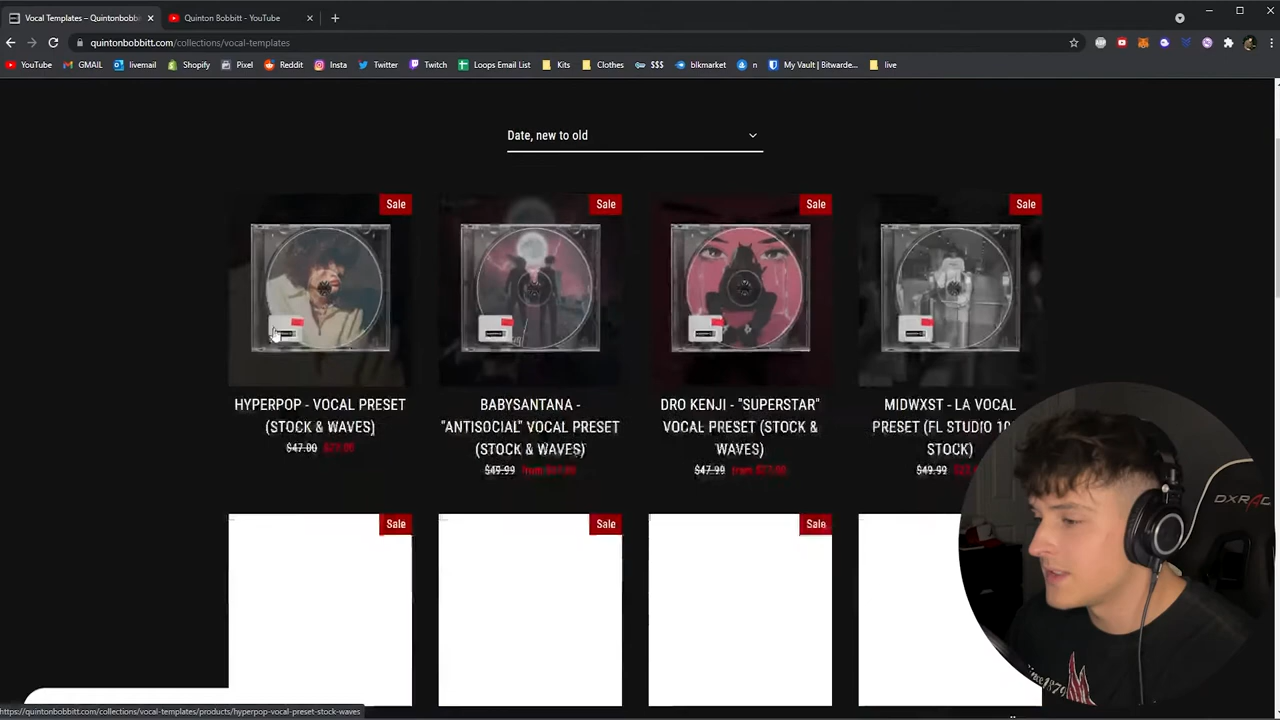 Vocal Templates – Quintonbobb
Quinton Bobbitt - YouTube
quintonbobbitt.com/collections/vocal-templates
YouTube GMAIL livemail Shopify Pixel Reddit Insta Twitter Twitch Loops Email List Kits Clothes $$$ blkmarket n My Vault | Bitwarde... live
Date, new to old
Sale Sale Sale Sale
HYPERPOP - VOCAL PRESET
(STOCK & WAVES)
$47.00
BABYSANTANA -
"ANTISOCIAL" VOCAL PRESET
(STOCK & WAVES)
$49.99
DRO KENJI - "SUPERSTAR"
VOCAL PRESET (STOCK &
WAVES)
$47.99
MIDWXST - LA VOCAL
PRESET (FL STUDIO
STOCK)
$49.99
Sale Sale Sale
DXRAC
Since1870
https://quintonbobbitt.com/collections/vocal-templates/products/hyperpop-vocal-preset-stock-waves